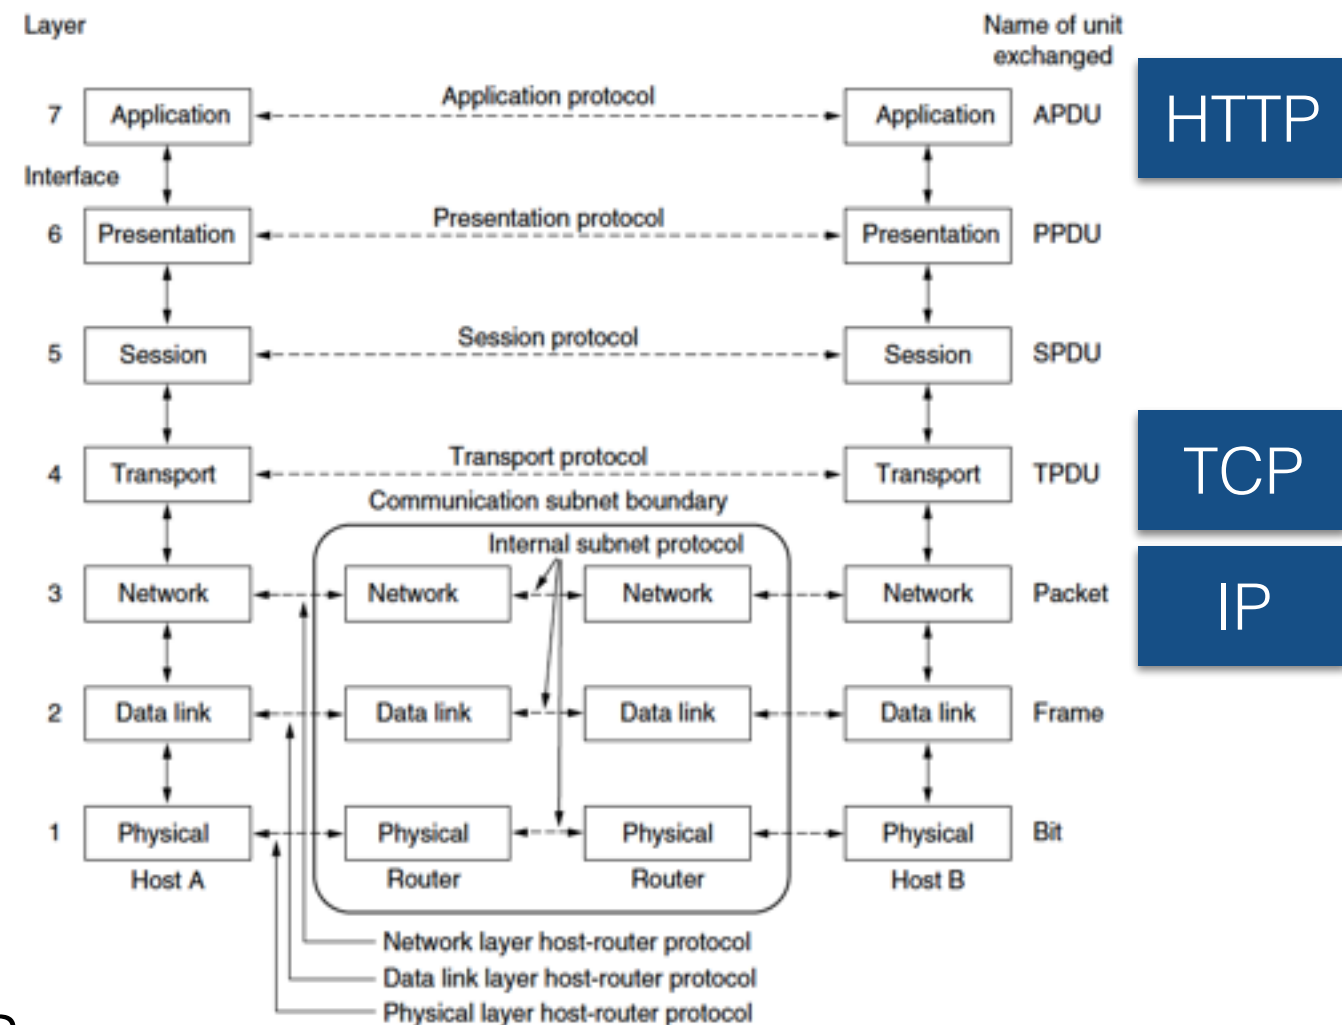 Layer
Name of unit
exchanged
7 Application Application protocol Application APDU HTTP
Interface
6 Presentation Presentation protocol Presentation PPDU
5 Session Session protocol Session SPDU
4 Transport Transport protocol Transport TPDU TCP
Communication subnet boundary
Internal subnet protocol
3 Network Network Network Network Packet IP
2 Data link Data link Data link Data link Frame
1 Physical Physical Physical Physical Bit
Host A Router Router Host B
Network layer host-router protocol
Data link layer host-router protocol
Physical layer host-router protocol